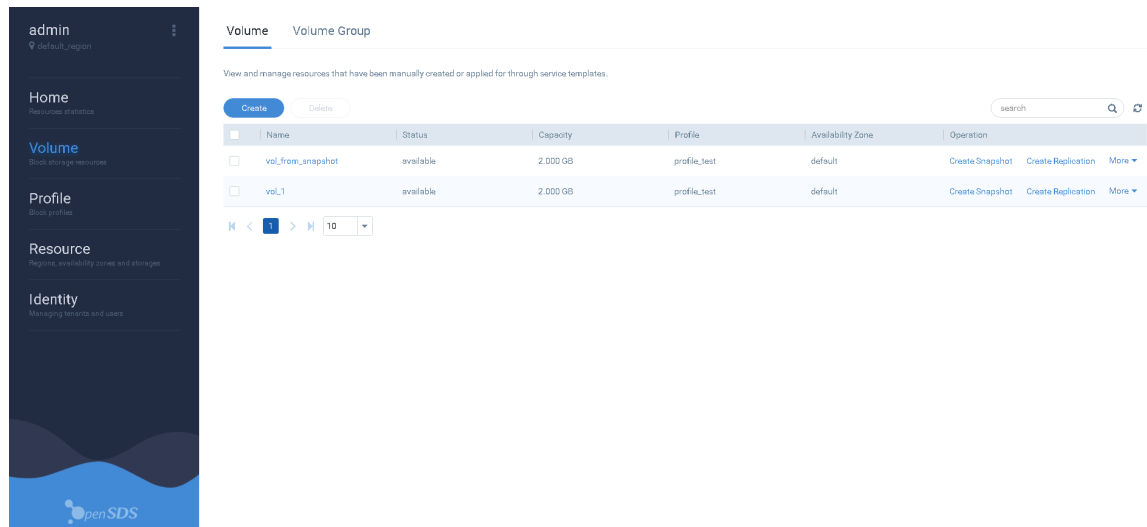 admin
default_region
Home
Resources statistics
Volume
Block storage resources
Profile
Block profiles
Resource
Regions, availability zones and storages
Identity
Managing tenants and users
OpenSDS
Volume Volume Group
View and manage resources that have been manually created or applied for through service templates.
Create Delete search
Name Status Capacity Profile Availability Zone Operation
vol_from_snapshot available 2.000 GB profile_test default Create Snapshot Create Replication More
vol_1 available 2.000 GB profile_test default Create Snapshot Create Replication More
1 10